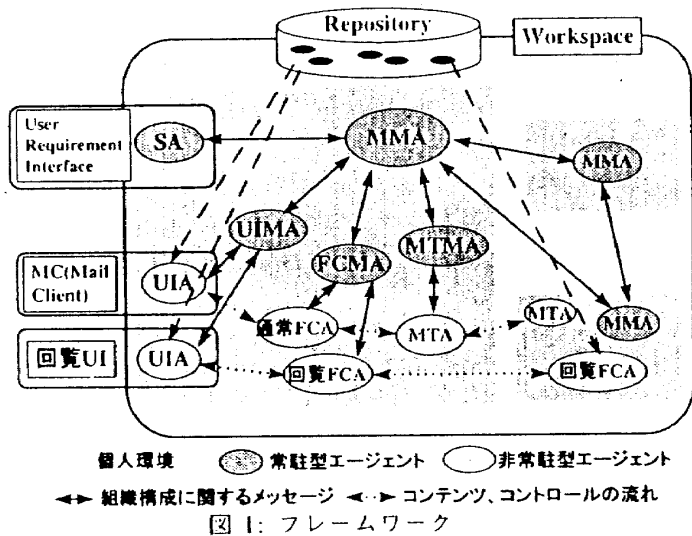 Repository
Workspace
User
Requirement
Interface
SA
MMA
MMA
UIMA
FCMA
MTMA
MC(Mail
Client)
UIA
通常FCA
MTA
MTA
MMA
回覧UI
UIA
回覧FCA
回覧FCA
個人環境 常駐型エージェント 非常駐型エージェント
組織構成に関するメッセージ コンテンツ、コントロールの流れ
図 1: フレームワーク